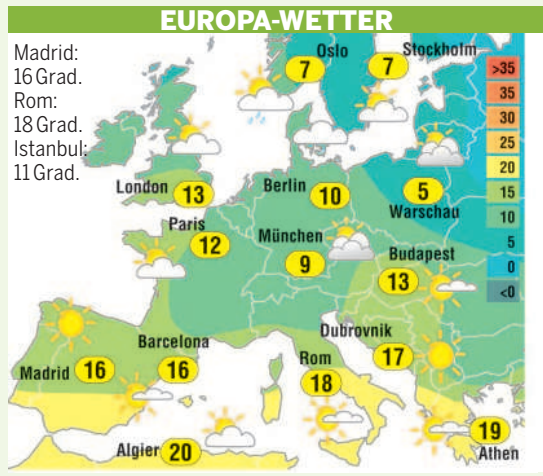 EUROPA-WETTER
Madrid:
16 Grad.
Rom:
18 Grad.
Istanbul:
11 Grad.
Oslo
7
Stockholm
7
>35
35
30
25
20
15
10
5
0
<0
London 13
Berlin 10
5
Warschau
Paris
12
München
9
Budapest
13
Dubrovnik
17
Barcelona
16
Madrid 16
Rom
18
Algier 20
19
Athen